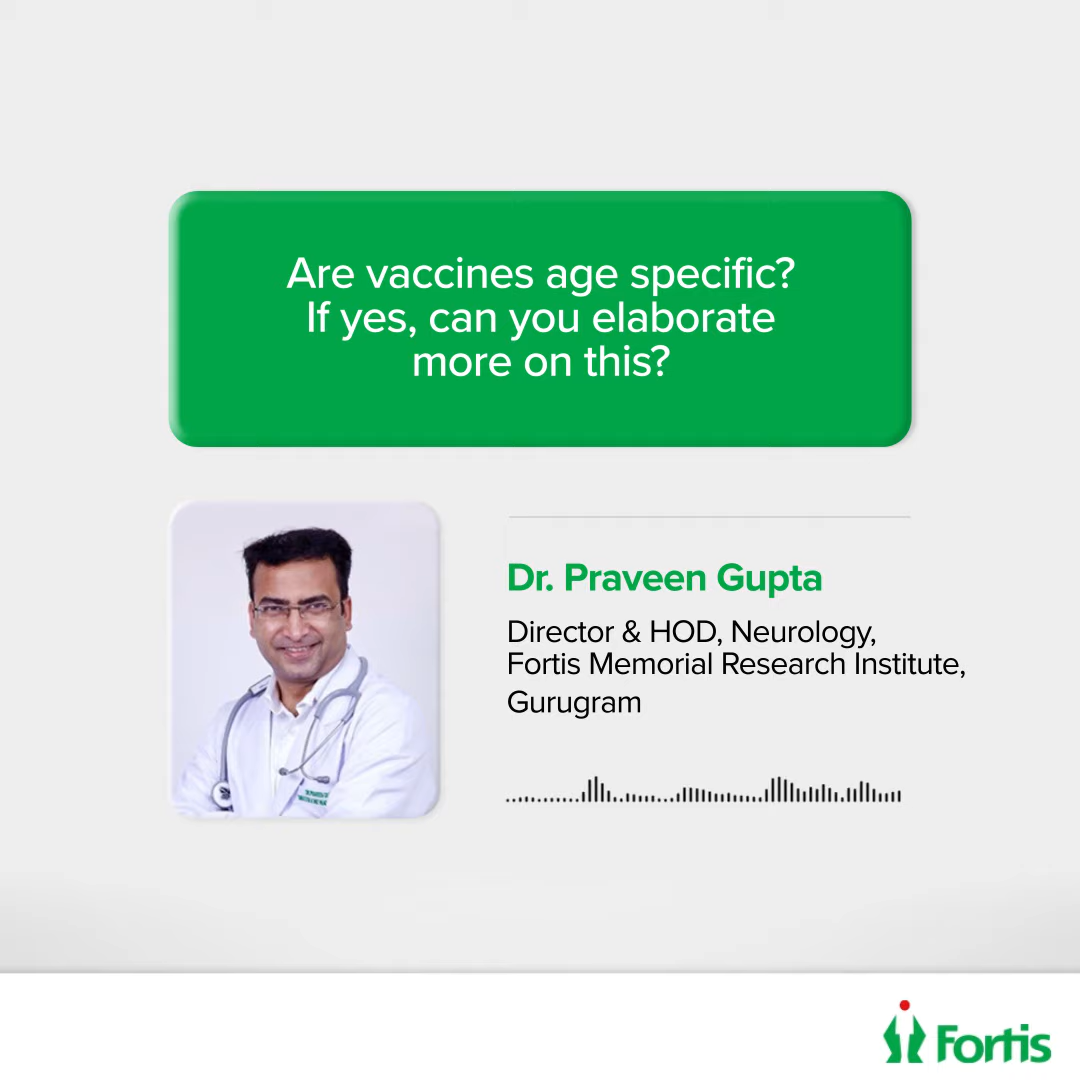 Are vaccines age specific?
If yes, can you elaborate
more on this?
Dr. Praveen Gupta
Director & HOD, Neurology,
Fortis Memorial Research Institute,
Gurugram
Fortis